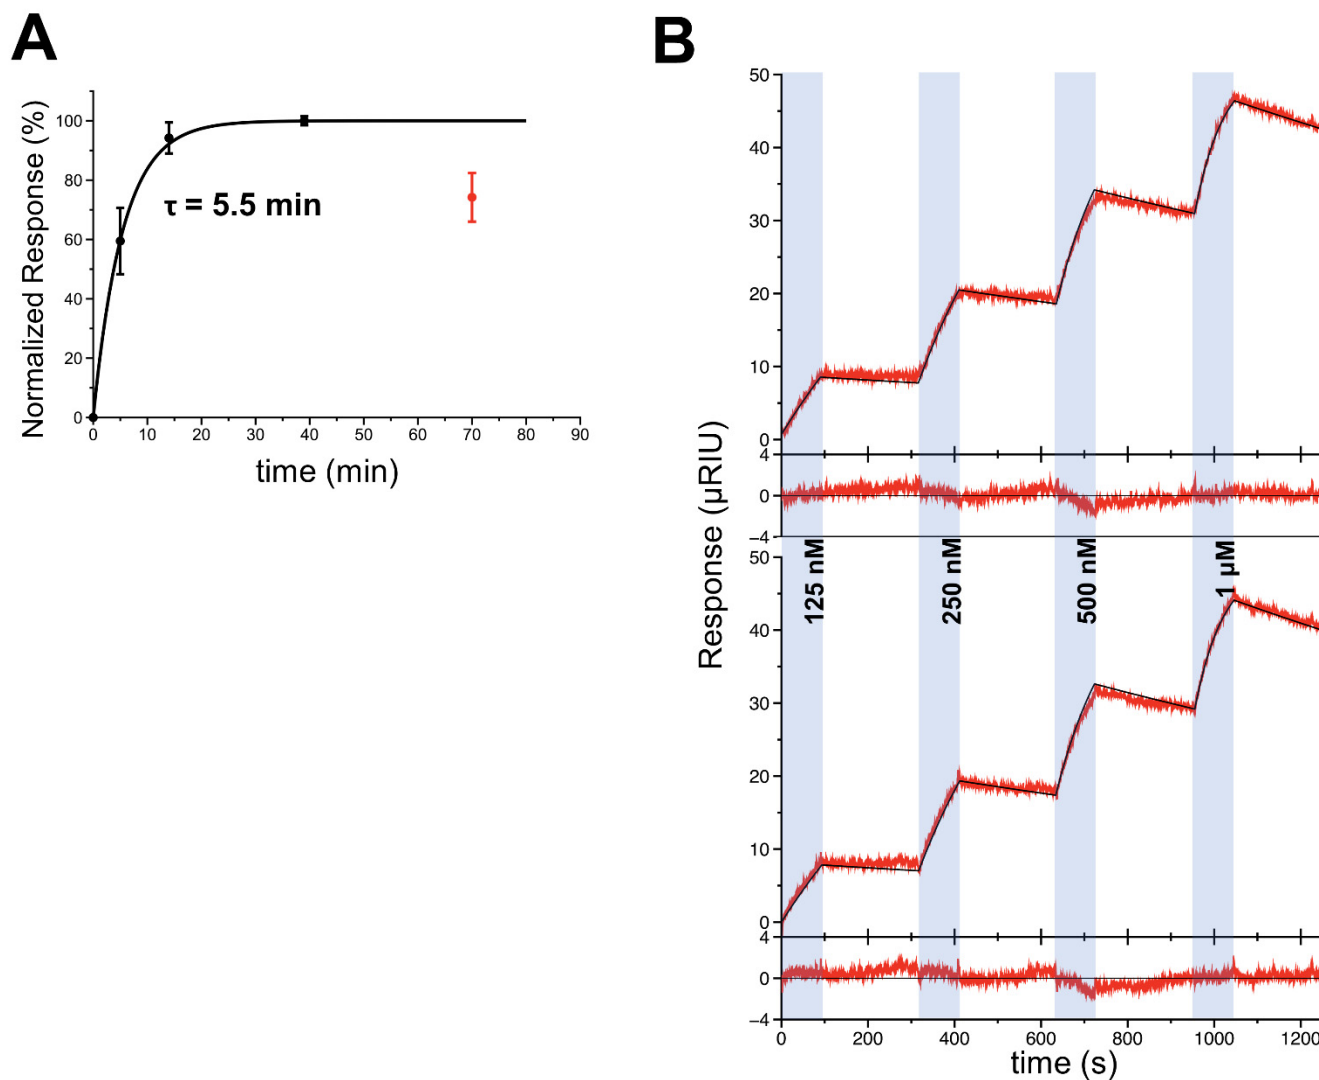 A
B
Normalized Response (%)
100
80
60
40
20
0
τ = 5.5 min
0 10 20 30 40 50 60 70 80 90
time (min)
Response (µRIU)
50
40
30
20
10
0
4
0
−4
125 nM
250 nM
500 nM
1 µM
50
40
30
20
10
0
4
0
−4
0 200 400 600 800 1000 1200
time (s)